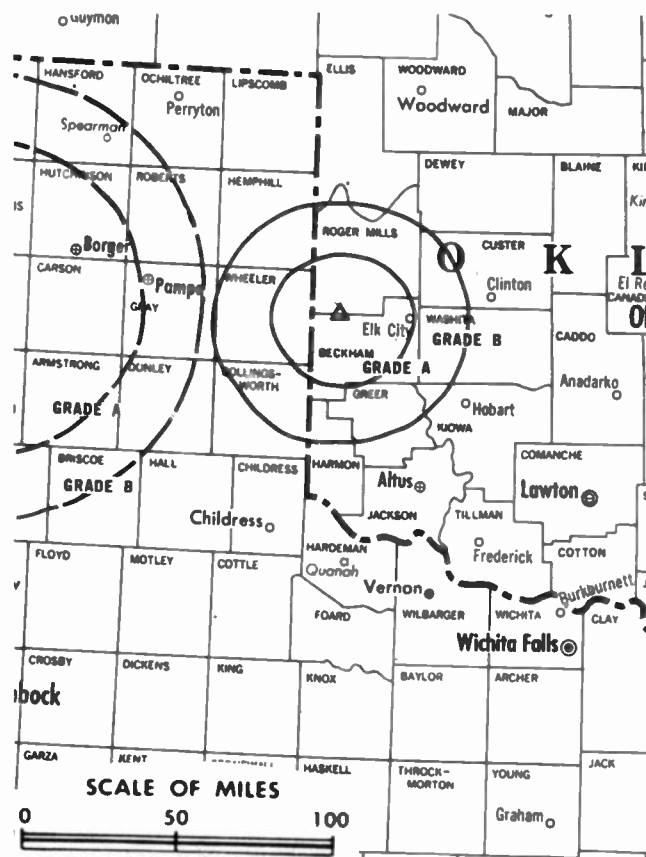 Guymon
HANSFORD
OCHILTREE
LIPSCOMB
ELLIS
WOODWARD
Woodward
MAJOR
Perryton
Spearman
DEWEY
BLAINE
HUTCHINSON
ROBERTS
HEMPHILL
ROGER MILLS
CUSTER
O K L
Borger
Pampa
CARSON
GRAY
WHEELER
Clinton
El Re
CANAD
Elk City
WASHITA
GRADE B
CADDO
BECKHAM
GRADE A
ARMSTRONG
DONLEY
COLLINGS-
WORTH
GREER
Anadarko
GRADE A
Hobart
KIOWA
BRISCOE
HALL
CHILDRESS
HARMON
COMANCHE
GRADE B
Altus
Lawton
JACKSON
TILLMAN
Childress
HARDEMAN
Frederick
COTTON
FLOYD
MOTLEY
COTTLE
Quanah
Vernon
Burkburnett
FOARD
WILBARGER
WICHITA
CLAY
Wichita Falls
CROSBY
DICKENS
KING
KNOX
BAYLOR
ARCHER
bock
GARZA
KENT
HASKELL
THROCK-
MORTON
YOUNG
JACK
Graham
SCALE OF MILES
0 50 100